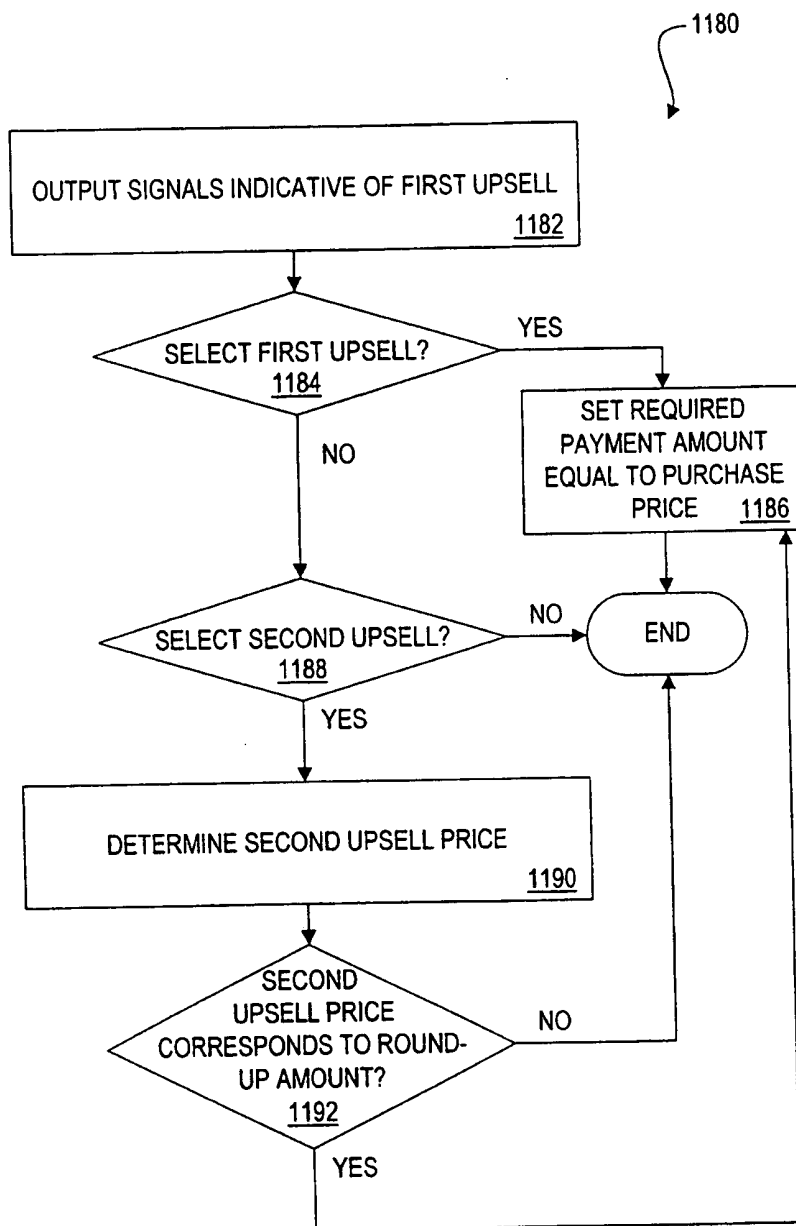 1180
OUTPUT SIGNALS INDICATIVE OF FIRST UPSELL
1182
SELECT FIRST UPSELL?
1184
YES
NO
SET REQUIRED
PAYMENT AMOUNT
EQUAL TO PURCHASE
PRICE 1186
SELECT SECOND UPSELL?
1188
NO
END
YES
DETERMINE SECOND UPSELL PRICE
1190
SECOND
UPSELL PRICE
CORRESPONDS TO ROUND-
UP AMOUNT?
1192
NO
YES